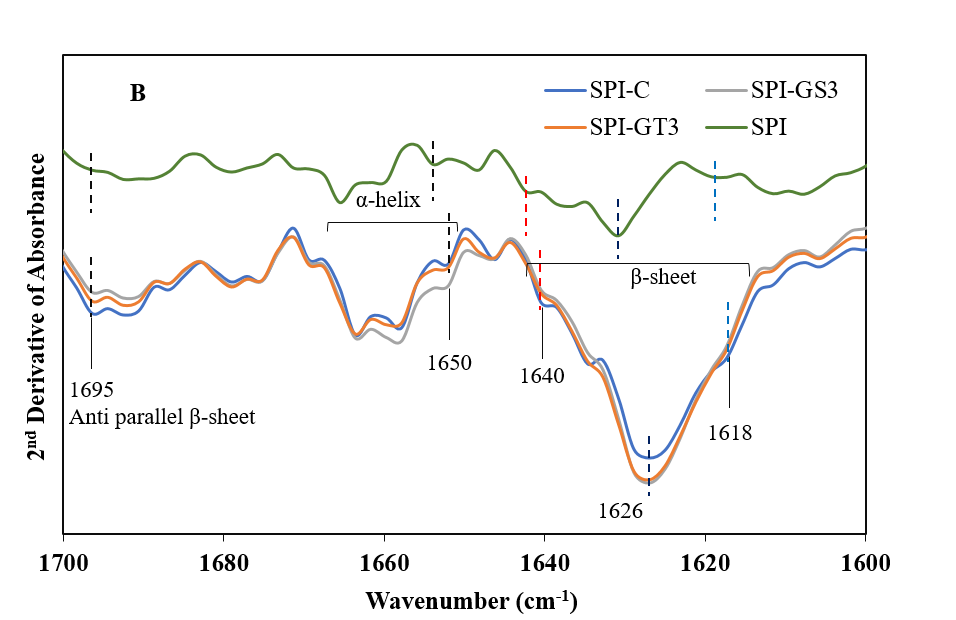 B
SPI-C
SPI-GS3
SPI-GT3
SPI
2nd Derivative of Absorbance
α-helix
β-sheet
1650
1640
1695
Anti parallel β-sheet
1618
1626
1700
1680
1660
1640
1620
1600
Wavenumber (cm-1)